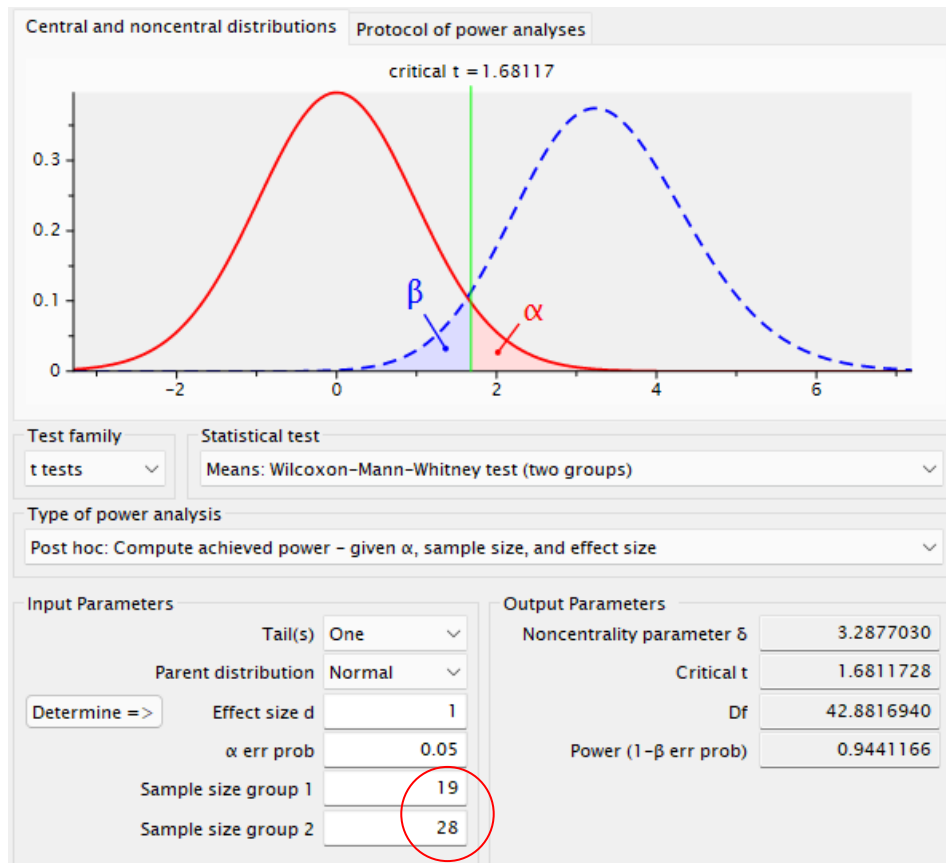 Central and noncentral distributions Protocol of power analyses
critical t = 1.68117
0.3
0.2
0.1
0
β
α
-2 0 2 4 6
Test family Statistical test
t tests Means: Wilcoxon-Mann-Whitney test (two groups)
Type of power analysis
Post hoc: Compute achieved power - given α, sample size, and effect size
Input Parameters
Tail(s) One
Parent distribution Normal
Determine => Effect size d 1
α err prob 0.05
Sample size group 1 19
Sample size group 2 28
Output Parameters
Noncentrality parameter δ 3.2877030
Critical t 1.6811728
Df 42.8816940
Power (1-β err prob) 0.9441166